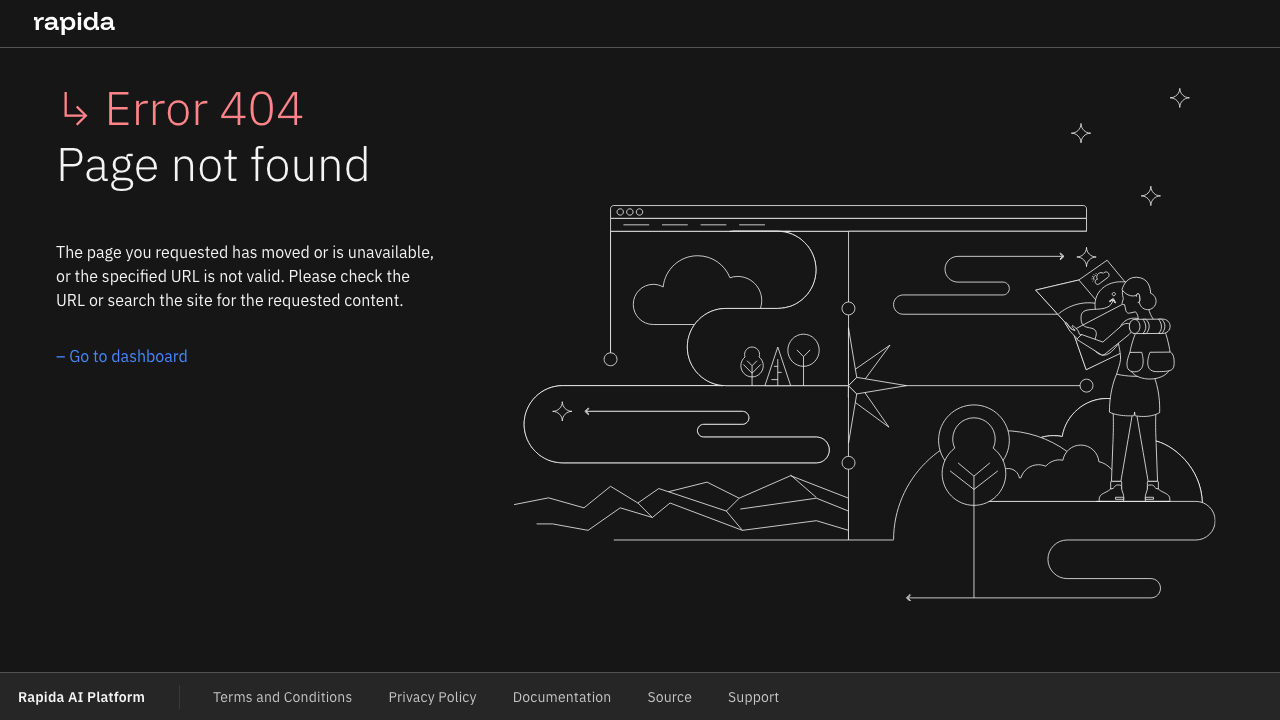 rapida
↳ Error 404
Page not found
The page you requested has moved or is unavailable,
or the specified URL is not valid. Please check the
URL or search the site for the requested content.
– Go to dashboard
Rapida AI Platform
Terms and Conditions
Privacy Policy
Documentation
Source
Support